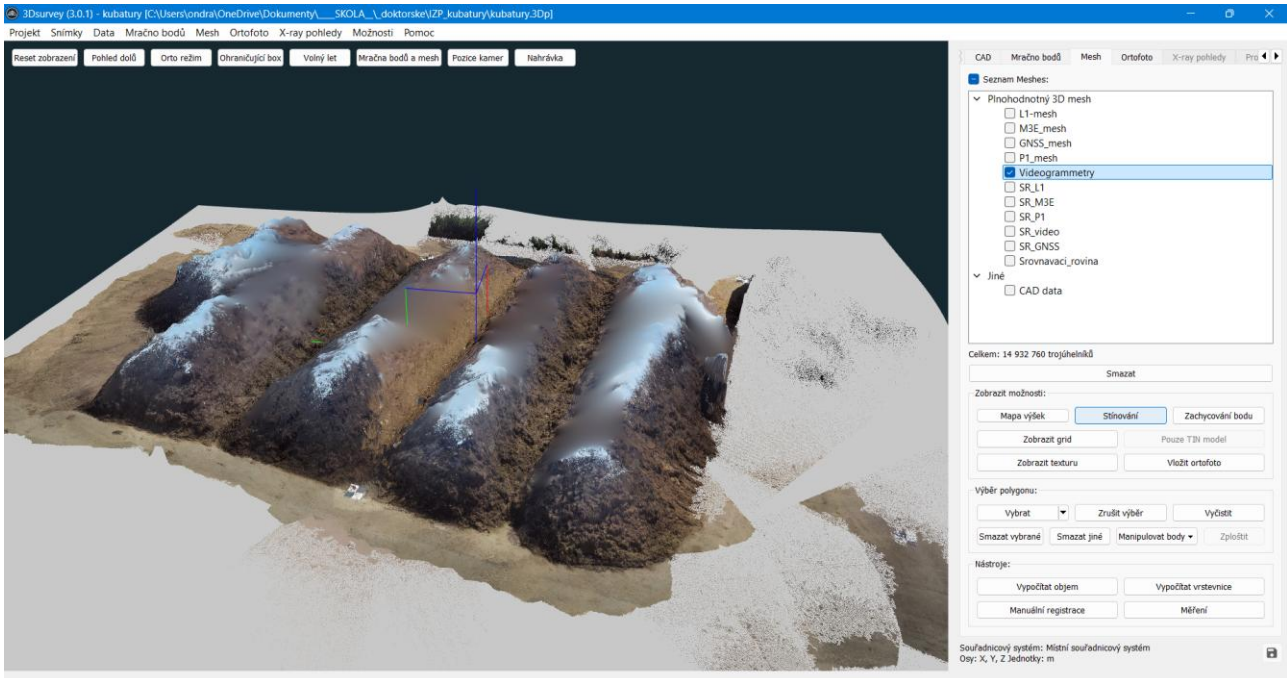 3Dsurvey (3.0.1) - kubatury [C:\Users\ondra\OneDrive\Dokumenty\____SKOLA__\_doktorske\IZP_kubatury\kubatury.3Dp]
Projekt Snímky Data Mračno bodů Mesh Ortofoto X-ray pohledy Možnosti Pomoc
Reset zobrazení Pohled dolů Orto režim Ohraničující box Volný let Mračna bodů a mesh Pozice kamer Nahrávka
CAD Mračno bodů Mesh Ortofoto X-ray pohledy Pro
Seznam Meshes:
Plnohodnotný 3D mesh
L1-mesh
M3E_mesh
GNSS_mesh
P1_mesh
Videogrammetry
SR_L1
SR_M3E
SR_P1
SR_video
SR_GNSS
Srovnavaci_rovina
Jiné
CAD data
Celkem: 14 932 760 trojúhelníků
Smazat
Zobrazit možnosti:
Mapa výšek Stínování Zachycování bodu
Zobrazit grid Pouze TIN model
Zobrazit texturu Vložit ortofoto
Výběr polygonu:
Vybrat Zrušit výběr Vyčistit
Smazat vybrané Smazat jiné Manipulovat body Zploštit
Nástroje:
Vypočítat objem Vypočítat vrstevnice
Manuální registrace Měření
Souřadnicový systém: Místní souřadnicový systém
Osy: X, Y, Z Jednotky: m